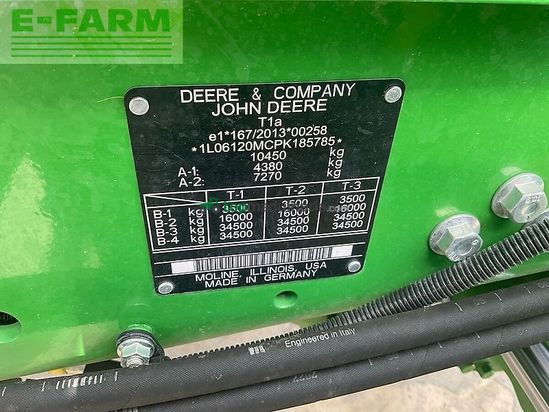 E-FARM
DEERE & COMPANY
JOHN DEERE
T1a
e1*167/2013*00258
*1L06120MCPK185785*
10450 kg
A-1: 4380 kg
A-2: 7270 kg
T-1 T-2 T-3
B-1 kg 3500 3500 3500
B-2 kg 16000 16000 16000
B-3 kg 34500 34500 34500
B-4 kg 34500 34500 34500
MOLINE, ILLINOIS, USA
MADE IN GERMANY
Engineered in Italy